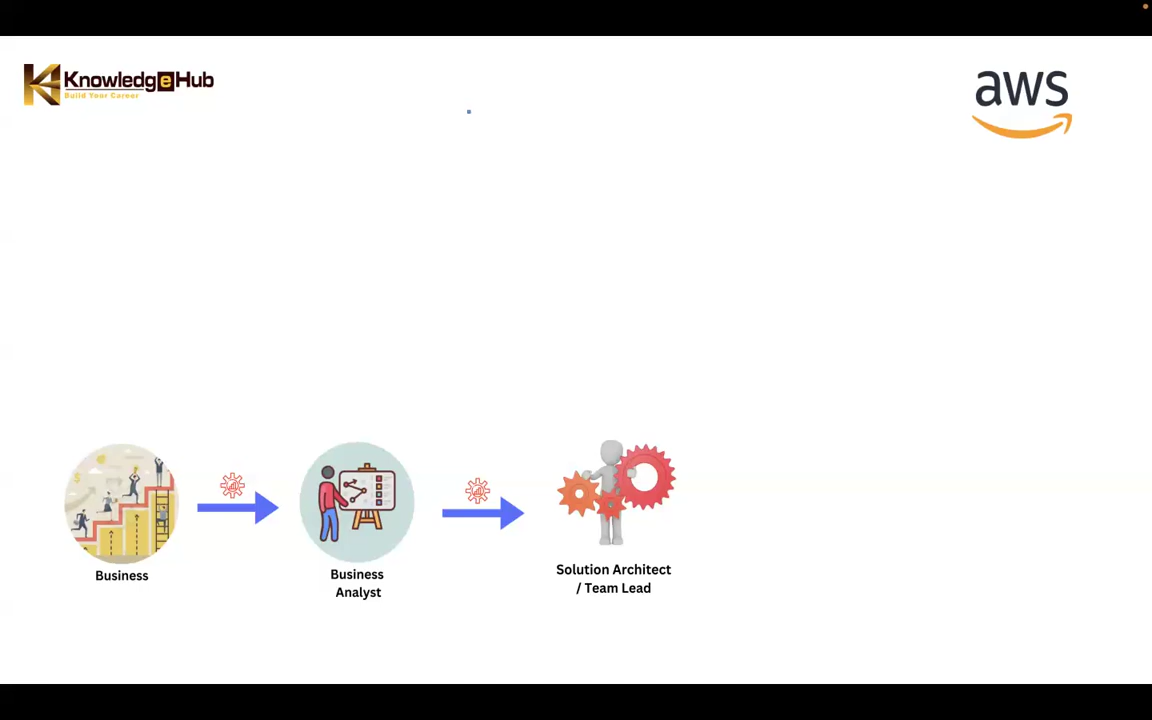 KnowledgeHub
Build Your Career
aws
Business
Business
Analyst
Solution Architect
/ Team Lead